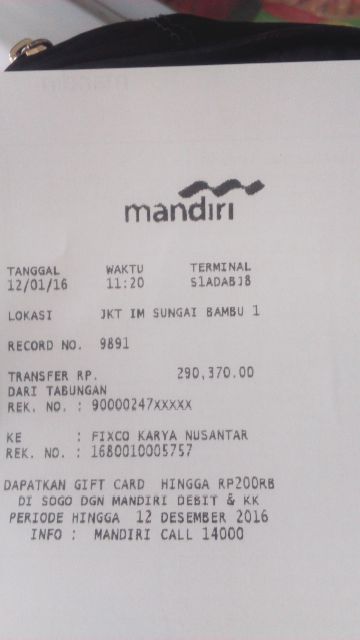 mandiri
TANGGAL WAKTU TERMINAL
12/01/16 11:20 S1ADABJ8
LOKASI JKT IM SUNGAI BAMBU 1
RECORD NO. 9891
TRANSFER RP. 290,370.00
DARI TABUNGAN
REK. NO. : 90000247XXXXX
KE : FIXCO KARYA NUSANTAR
REK. NO. : 1680010005757
DAPATKAN GIFT CARD HINGGA RP200RB
DI SOGO DGN MANDIRI DEBIT & KK
PERIODE HINGGA 12 DESEMBER 2016
INFO : MANDIRI CALL 14000